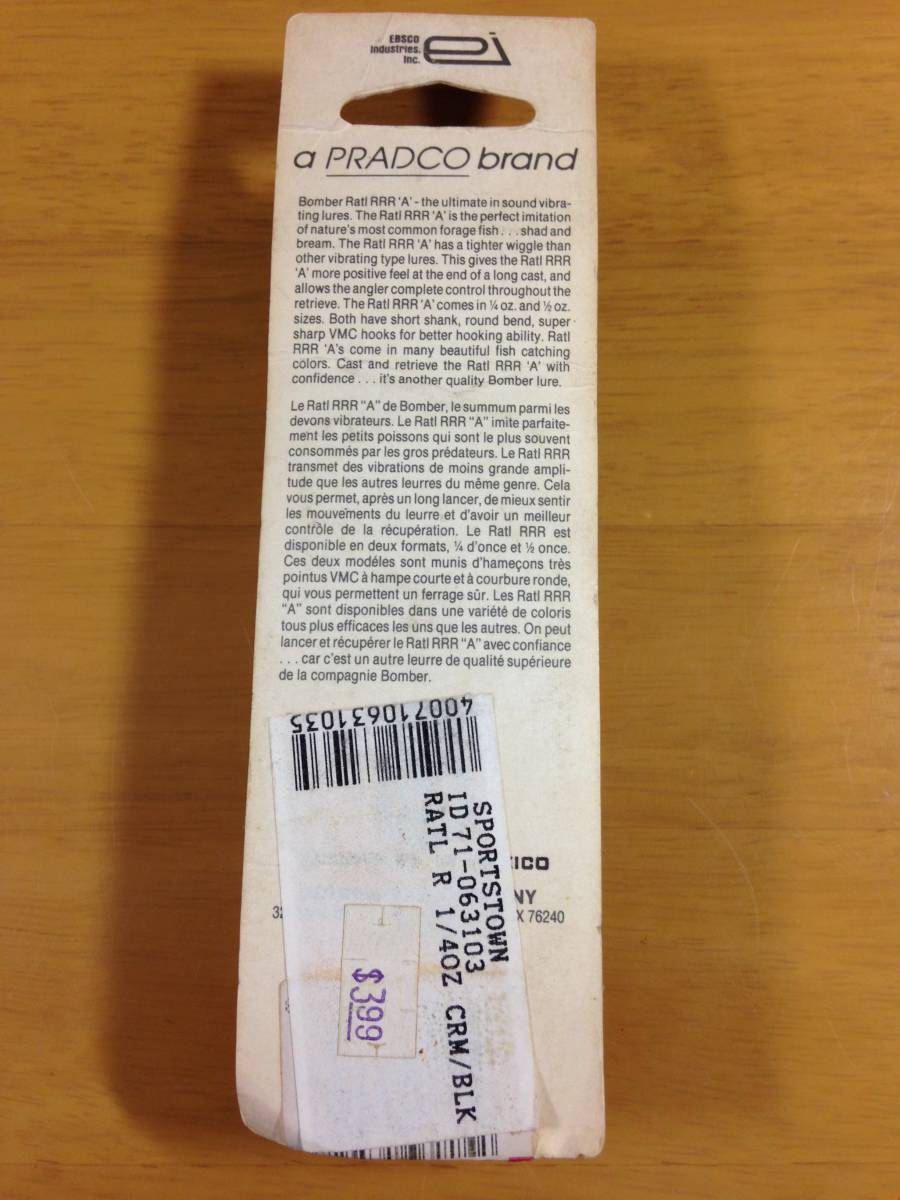 EBSCO
Industries,
Inc.
ei
a PRADCO brand
Bomber Ratl RRR 'A' - the ultimate in sound vibra-
ting lures. The Ratl RRR 'A' is the perfect imitation
of nature's most common forage fish . . . shad and
bream. The Ratl RRR 'A' has a tighter wiggle than
other vibrating type lures. This gives the Ratl RRR
'A' more positive feel at the end of a long cast, and
allows the angler complete control throughout the
retrieve. The Ratl RRR 'A' comes in ¼ oz. and ½ oz.
sizes. Both have short shank, round bend, super
sharp VMC hooks for better hooking ability. Ratl
RRR 'A's come in many beautiful fish catching
colors. Cast and retrieve the Ratl RRR 'A' with
confidence . . . it's another quality Bomber lure.
Le Ratl RRR "A" de Bomber, le summum parmi les
devons vibrateurs. Le Ratl RRR "A" imite parfaite-
ment les petits poissons qui sont le plus souvent
consommés par les gros prédateurs. Le Ratl RRR
transmet des vibrations de moins grande ampli-
tude que les autres leurres du même genre. Cela
vous permet, après un long lancer, de mieux sentir
les mouvements du leurre et d'avoir un meilleur
contrôle de la récupération. Le Ratl RRR est
disponible en deux formats, ¼ d'once et ½ once.
Ces deux modéles sont munis d'hameçons très
pointus VMC à hampe courte et à courbure ronde,
qui vous permettent un ferrage sûr. Les Ratl RRR
"A" sont disponibles dans une variété de coloris
tous plus efficaces les uns que les autres. On peut
lancer et récupérer le Ratl RRR "A" avec confiance
. . . car c'est un autre leurre de qualité supérieure
de la compagnie Bomber.
400710631035
SPORTSTOWN
ID 71-063103
RATL R 1/4OZ CRM/BLK
$3.99
ICO
NY
32
X 76240